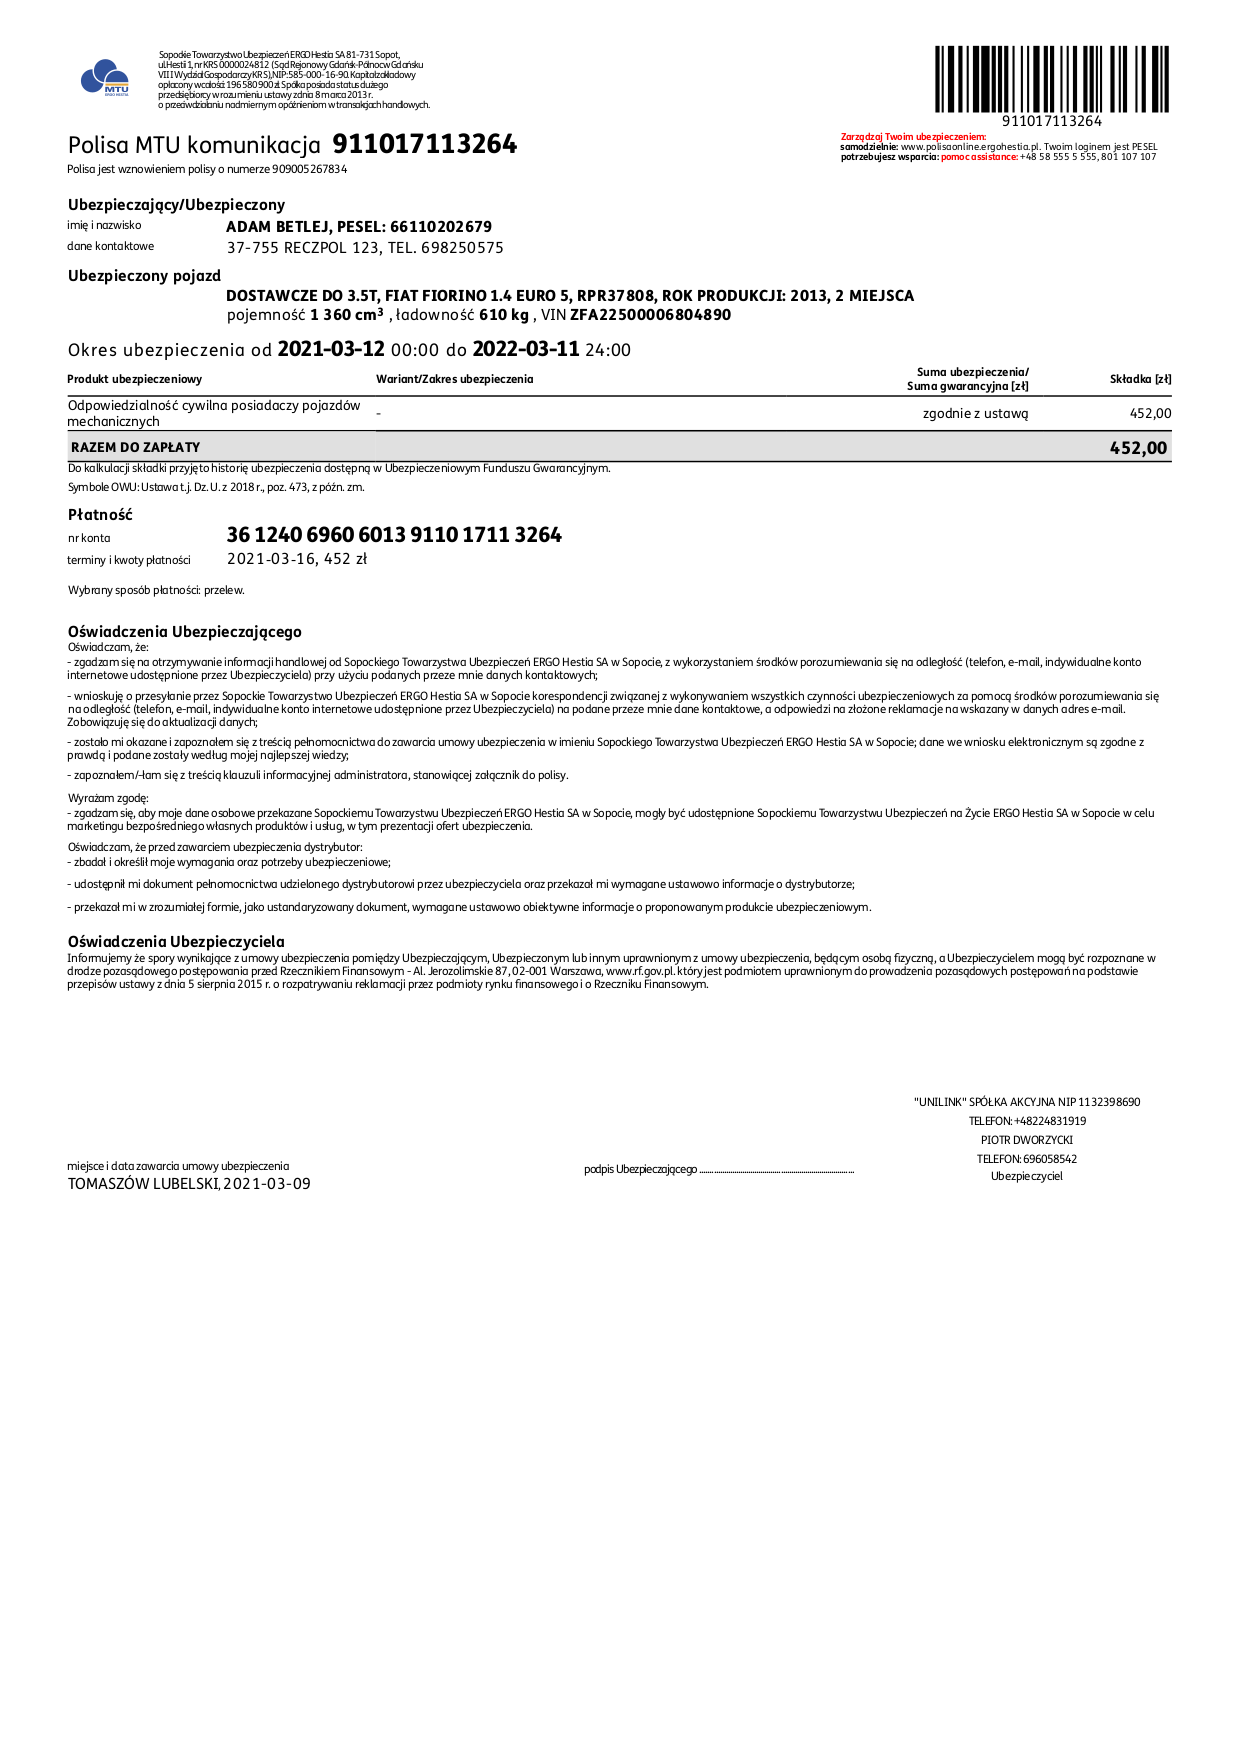 MTU
ERGO HESTIA
Sopockie Towarzystwo Ubezpieczeń ERGO Hestia SA 81-731 Sopot,
ul. Hestii 1, nr KRS 0000024812 (Sąd Rejonowy Gdańsk-Północ w Gdańsku
VIII Wydział Gospodarczy KRS), NIP: 585-000-16-90. Kapitał zakładowy
opłacony w całości: 196 580 900 zł. Spółka posiada status dużego
przedsiębiorcy w rozumieniu ustawy z dnia 8 marca 2013 r.
o przeciwdziałaniu nadmiernym opóźnieniom w transakcjach handlowych.
911017113264
Polisa MTU komunikacja 911017113264
Polisa jest wznowieniem polisy o numerze 909005267834
Zarządzaj Twoim ubezpieczeniem:
samodzielnie: www.polisaonline.ergohestia.pl. Twoim loginem jest PESEL
potrzebujesz wsparcia: pomoc assistance: +48 58 555 5 555, 801 107 107
Ubezpieczający/Ubezpieczony
imię i nazwisko ADAM BETLEJ, PESEL: 66110202679
dane kontaktowe 37-755 RECZPOL 123, TEL. 698250575
Ubezpieczony pojazd
DOSTAWCZE DO 3.5T, FIAT FIORINO 1.4 EURO 5, RPR37808, ROK PRODUKCJI: 2013, 2 MIEJSCA
pojemność 1 360 cm³ , ładowność 610 kg , VIN ZFA22500006804890
Okres ubezpieczenia od 2021-03-12 00:00 do 2022-03-11 24:00
Produkt ubezpieczeniowy Wariant/Zakres ubezpieczenia Suma ubezpieczenia/ Składka [zł]
Suma gwarancyjna [zł]
Odpowiedzialność cywilna posiadaczy pojazdów - zgodnie z ustawą 452,00
mechanicznych
RAZEM DO ZAPŁATY 452,00
Do kalkulacji składki przyjęto historię ubezpieczenia dostępną w Ubezpieczeniowym Funduszu Gwarancyjnym.
Symbole OWU: Ustawa t.j. Dz. U. z 2018 r., poz. 473, z późn. zm.
Płatność
nr konta 36 1240 6960 6013 9110 1711 3264
terminy i kwoty płatności 2021-03-16, 452 zł
Wybrany sposób płatności: przelew.
Oświadczenia Ubezpieczającego
Oświadczam, że:
- zgadzam się na otrzymywanie informacji handlowej od Sopockiego Towarzystwa Ubezpieczeń ERGO Hestia SA w Sopocie, z wykorzystaniem środków porozumiewania się na odległość (telefon, e-mail, indywidualne konto
internetowe udostępnione przez Ubezpieczyciela) przy użyciu podanych przeze mnie danych kontaktowych;
- wnioskuję o przesyłanie przez Sopockie Towarzystwo Ubezpieczeń ERGO Hestia SA w Sopocie korespondencji związanej z wykonywaniem wszystkich czynności ubezpieczeniowych za pomocą środków porozumiewania się
na odległość (telefon, e-mail, indywidualne konto internetowe udostępnione przez Ubezpieczyciela) na podane przeze mnie dane kontaktowe, a odpowiedzi na złożone reklamacje na wskazany w danych adres e-mail.
Zobowiązuję się do aktualizacji danych;
- zostało mi okazane i zapoznałem się z treścią pełnomocnictwa do zawarcia umowy ubezpieczenia w imieniu Sopockiego Towarzystwa Ubezpieczeń ERGO Hestia SA w Sopocie; dane we wniosku elektronicznym są zgodne z
prawdą i podane zostały według mojej najlepszej wiedzy;
- zapoznałem/-łam się z treścią klauzuli informacyjnej administratora, stanowiącej załącznik do polisy.
Wyrażam zgodę:
- zgadzam się, aby moje dane osobowe przekazane Sopockiemu Towarzystwu Ubezpieczeń ERGO Hestia SA w Sopocie, mogły być udostępnione Sopockiemu Towarzystwu Ubezpieczeń na Życie ERGO Hestia SA w Sopocie w celu
marketingu bezpośredniego własnych produktów i usług, w tym prezentacji ofert ubezpieczenia.
Oświadczam, że przed zawarciem ubezpieczenia dystrybutor:
- zbadał i określił moje wymagania oraz potrzeby ubezpieczeniowe;
- udostępnił mi dokument pełnomocnictwa udzielonego dystrybutorowi przez ubezpieczyciela oraz przekazał mi wymagane ustawowo informacje o dystrybutorze;
- przekazał mi w zrozumiałej formie, jako ustandaryzowany dokument, wymagane ustawowo obiektywne informacje o proponowanym produkcie ubezpieczeniowym.
Oświadczenia Ubezpieczyciela
Informujemy że spory wynikające z umowy ubezpieczenia pomiędzy Ubezpieczającym, Ubezpieczonym lub innym uprawnionym z umowy ubezpieczenia, będącym osobą fizyczną, a Ubezpieczycielem mogą być rozpoznane w
drodze pozasądowego postępowania przed Rzecznikiem Finansowym - Al. Jerozolimskie 87, 02-001 Warszawa, www.rf.gov.pl. który jest podmiotem uprawnionym do prowadzenia pozasądowych postępowań na podstawie
przepisów ustawy z dnia 5 sierpnia 2015 r. o rozpatrywaniu reklamacji przez podmioty rynku finansowego i o Rzeczniku Finansowym.
"UNILINK" SPÓŁKA AKCYJNA NIP 1132398690
TELEFON: +48224831919
PIOTR DWORZYCKI
TELEFON: 696058542
Ubezpieczyciel
miejsce i data zawarcia umowy ubezpieczenia podpis Ubezpieczającego ..............................................................
TOMASZÓW LUBELSKI, 2021-03-09